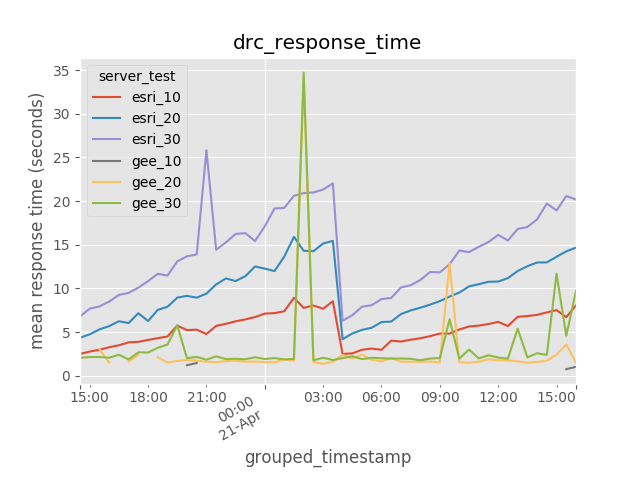 drc_response_time
mean response time (seconds)
35
30
25
20
15
10
5
0
server_test
esri_10
esri_20
esri_30
gee_10
gee_20
gee_30
15:00
18:00
21:00
00:00
21-Apr
03:00
06:00
09:00
12:00
15:00
grouped_timestamp